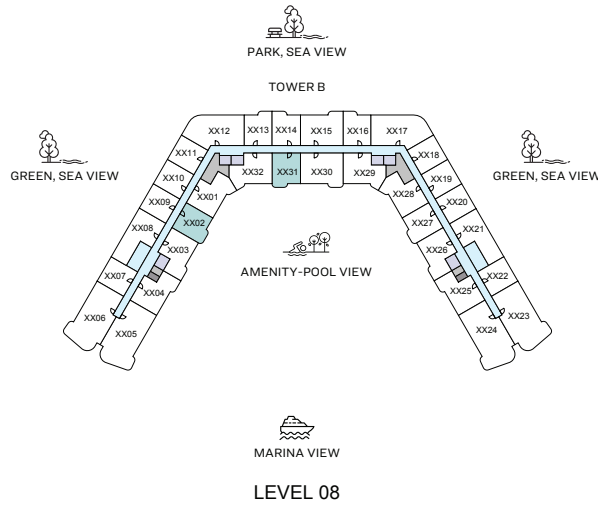 PARK, SEA VIEW
TOWER B
GREEN, SEA VIEW
GREEN, SEA VIEW
XX12
XX13
XX14
XX15
XX16
XX17
XX11
XX18
XX10
XX32
XX31
XX30
XX29
XX19
XX09
XX01
XX28
XX20
XX08
XX02
XX27
XX21
XX03
XX26
XX07
XX04
XX25
XX22
XX06
XX05
XX24
XX23
AMENITY-POOL VIEW
MARINA VIEW
LEVEL 08